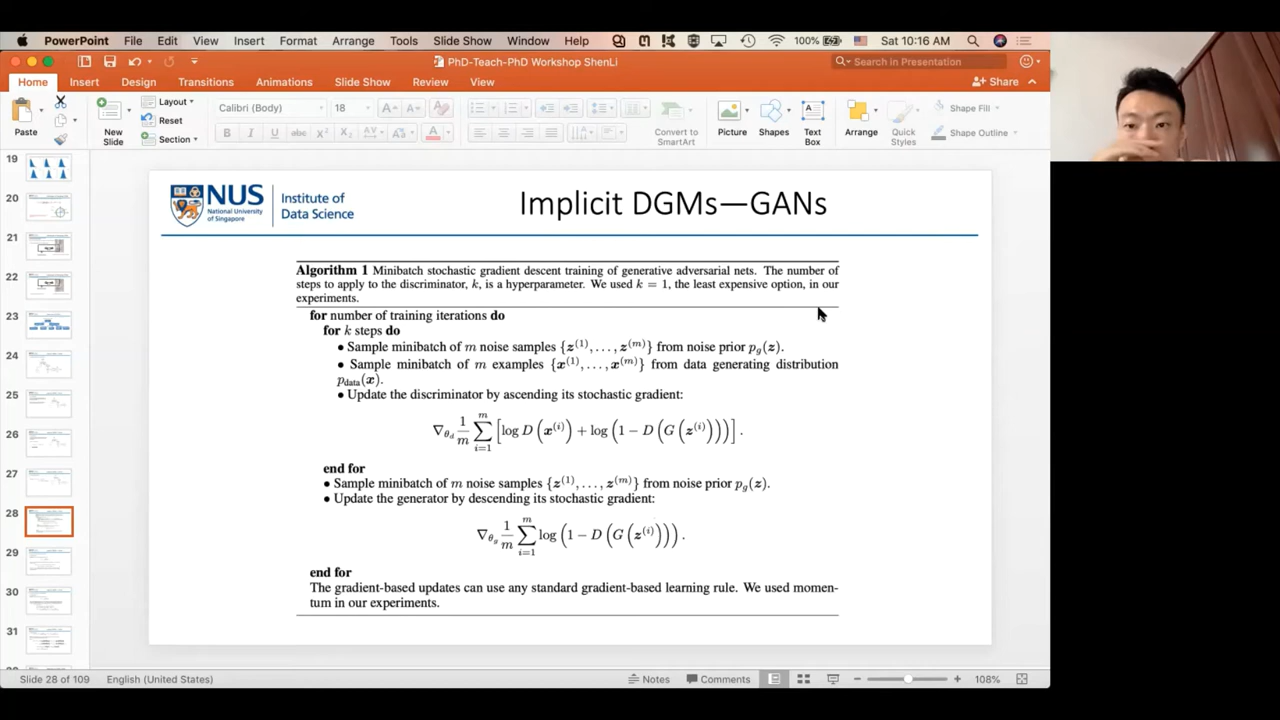 PowerPoint File Edit View Insert Format Arrange Tools Slide Show Window Help 100% Sat 10:16 AM
PhD-Teach-PhD Workshop ShenLi
Search in Presentation
Home Insert Design Transitions Animations Slide Show Review View Share
Paste
New Slide
Layout
Reset
Section
Calibri (Body) 18
B I U abc X² X₂ AV Aa A
Convert to SmartArt
Picture
Shapes
Text Box
Arrange
Quick Styles
Shape Fill
Shape Outline
19
20
21
22
23
24
25
26
27
28
29
30
31
NUS
National University of Singapore
Institute of
Data Science
Implicit DGMs—GANs
Algorithm 1 Minibatch stochastic gradient descent training of generative adversarial nets. The number of
steps to apply to the discriminator, k, is a hyperparameter. We used k = 1, the least expensive option, in our
experiments.
for number of training iterations do
for k steps do
• Sample minibatch of m noise samples {z^(1), . . . , z^(m)} from noise prior p_g(z).
• Sample minibatch of m examples {x^(1), . . . , x^(m)} from data generating distribution
p_data(x).
• Update the discriminator by ascending its stochastic gradient:
∇_θd 1/m ∑_{i=1}^m [log D (x^(i)) + log (1 − D (G (z^(i))))] .
end for
• Sample minibatch of m noise samples {z^(1), . . . , z^(m)} from noise prior p_g(z).
• Update the generator by descending its stochastic gradient:
∇_θg 1/m ∑_{i=1}^m log (1 − D (G (z^(i)))) .
end for
The gradient-based updates can use any standard gradient-based learning rule. We used momen-
tum in our experiments.
Slide 28 of 109 English (United States) Notes Comments 108%